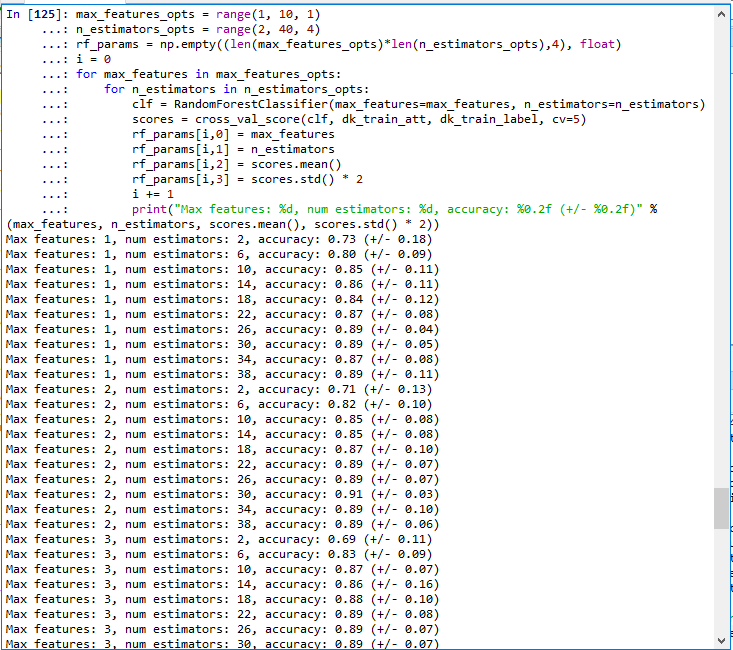 In [125]: max_features_opts = range(1, 10, 1)
...: n_estimators_opts = range(2, 40, 4)
...: rf_params = np.empty((len(max_features_opts)*len(n_estimators_opts),4), float)
...: i = 0
...: for max_features in max_features_opts:
...:     for n_estimators in n_estimators_opts:
...:         clf = RandomForestClassifier(max_features=max_features, n_estimators=n_estimators)
...:         scores = cross_val_score(clf, dk_train_att, dk_train_label, cv=5)
...:         rf_params[i,0] = max_features
...:         rf_params[i,1] = n_estimators
...:         rf_params[i,2] = scores.mean()
...:         rf_params[i,3] = scores.std() * 2
...:         i += 1
...:         print("Max features: %d, num estimators: %d, accuracy: %0.2f (+/- %0.2f)" %
(max_features, n_estimators, scores.mean(), scores.std() * 2))
Max features: 1, num estimators: 2, accuracy: 0.73 (+/- 0.18)
Max features: 1, num estimators: 6, accuracy: 0.80 (+/- 0.09)
Max features: 1, num estimators: 10, accuracy: 0.85 (+/- 0.11)
Max features: 1, num estimators: 14, accuracy: 0.86 (+/- 0.11)
Max features: 1, num estimators: 18, accuracy: 0.84 (+/- 0.12)
Max features: 1, num estimators: 22, accuracy: 0.87 (+/- 0.08)
Max features: 1, num estimators: 26, accuracy: 0.89 (+/- 0.04)
Max features: 1, num estimators: 30, accuracy: 0.89 (+/- 0.05)
Max features: 1, num estimators: 34, accuracy: 0.87 (+/- 0.08)
Max features: 1, num estimators: 38, accuracy: 0.89 (+/- 0.11)
Max features: 2, num estimators: 2, accuracy: 0.71 (+/- 0.13)
Max features: 2, num estimators: 6, accuracy: 0.82 (+/- 0.10)
Max features: 2, num estimators: 10, accuracy: 0.85 (+/- 0.08)
Max features: 2, num estimators: 14, accuracy: 0.85 (+/- 0.08)
Max features: 2, num estimators: 18, accuracy: 0.87 (+/- 0.10)
Max features: 2, num estimators: 22, accuracy: 0.89 (+/- 0.07)
Max features: 2, num estimators: 26, accuracy: 0.89 (+/- 0.07)
Max features: 2, num estimators: 30, accuracy: 0.91 (+/- 0.03)
Max features: 2, num estimators: 34, accuracy: 0.89 (+/- 0.10)
Max features: 2, num estimators: 38, accuracy: 0.89 (+/- 0.06)
Max features: 3, num estimators: 2, accuracy: 0.69 (+/- 0.11)
Max features: 3, num estimators: 6, accuracy: 0.83 (+/- 0.09)
Max features: 3, num estimators: 10, accuracy: 0.87 (+/- 0.07)
Max features: 3, num estimators: 14, accuracy: 0.86 (+/- 0.16)
Max features: 3, num estimators: 18, accuracy: 0.88 (+/- 0.10)
Max features: 3, num estimators: 22, accuracy: 0.89 (+/- 0.08)
Max features: 3, num estimators: 26, accuracy: 0.89 (+/- 0.07)
Max features: 3, num estimators: 30, accuracy: 0.89 (+/- 0.07)